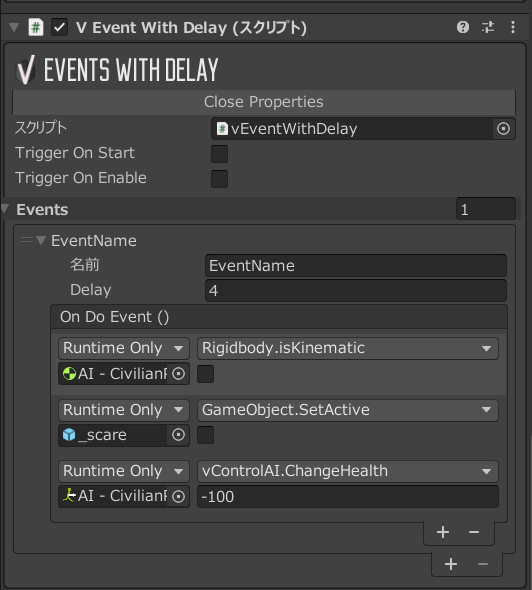 V Event With Delay (スクリプト)
EVENTS WITH DELAY
Close Properties
スクリプト vEventWithDelay
Trigger On Start
Trigger On Enable
Events 1
EventName
名前 EventName
Delay 4
On Do Event ()
Runtime Only Rigidbody.isKinematic
AI - Civilian
Runtime Only GameObject.SetActive
_scare
Runtime Only vControlAI.ChangeHealth
AI - Civilian -100
+ −
+ −